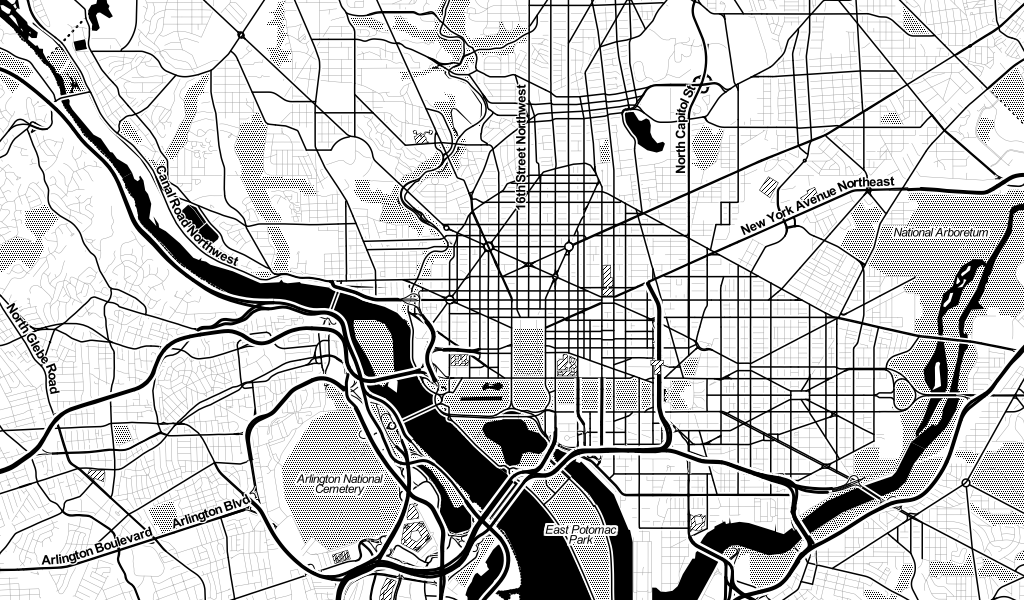 16th Street Northwest
North Capitol St
Canal Road Northwest
New York Avenue Northeast
National Arboretum
North Glebe Road
Arlington National
Cemetery
Arlington Blvd
Arlington Boulevard
East Potomac
Park